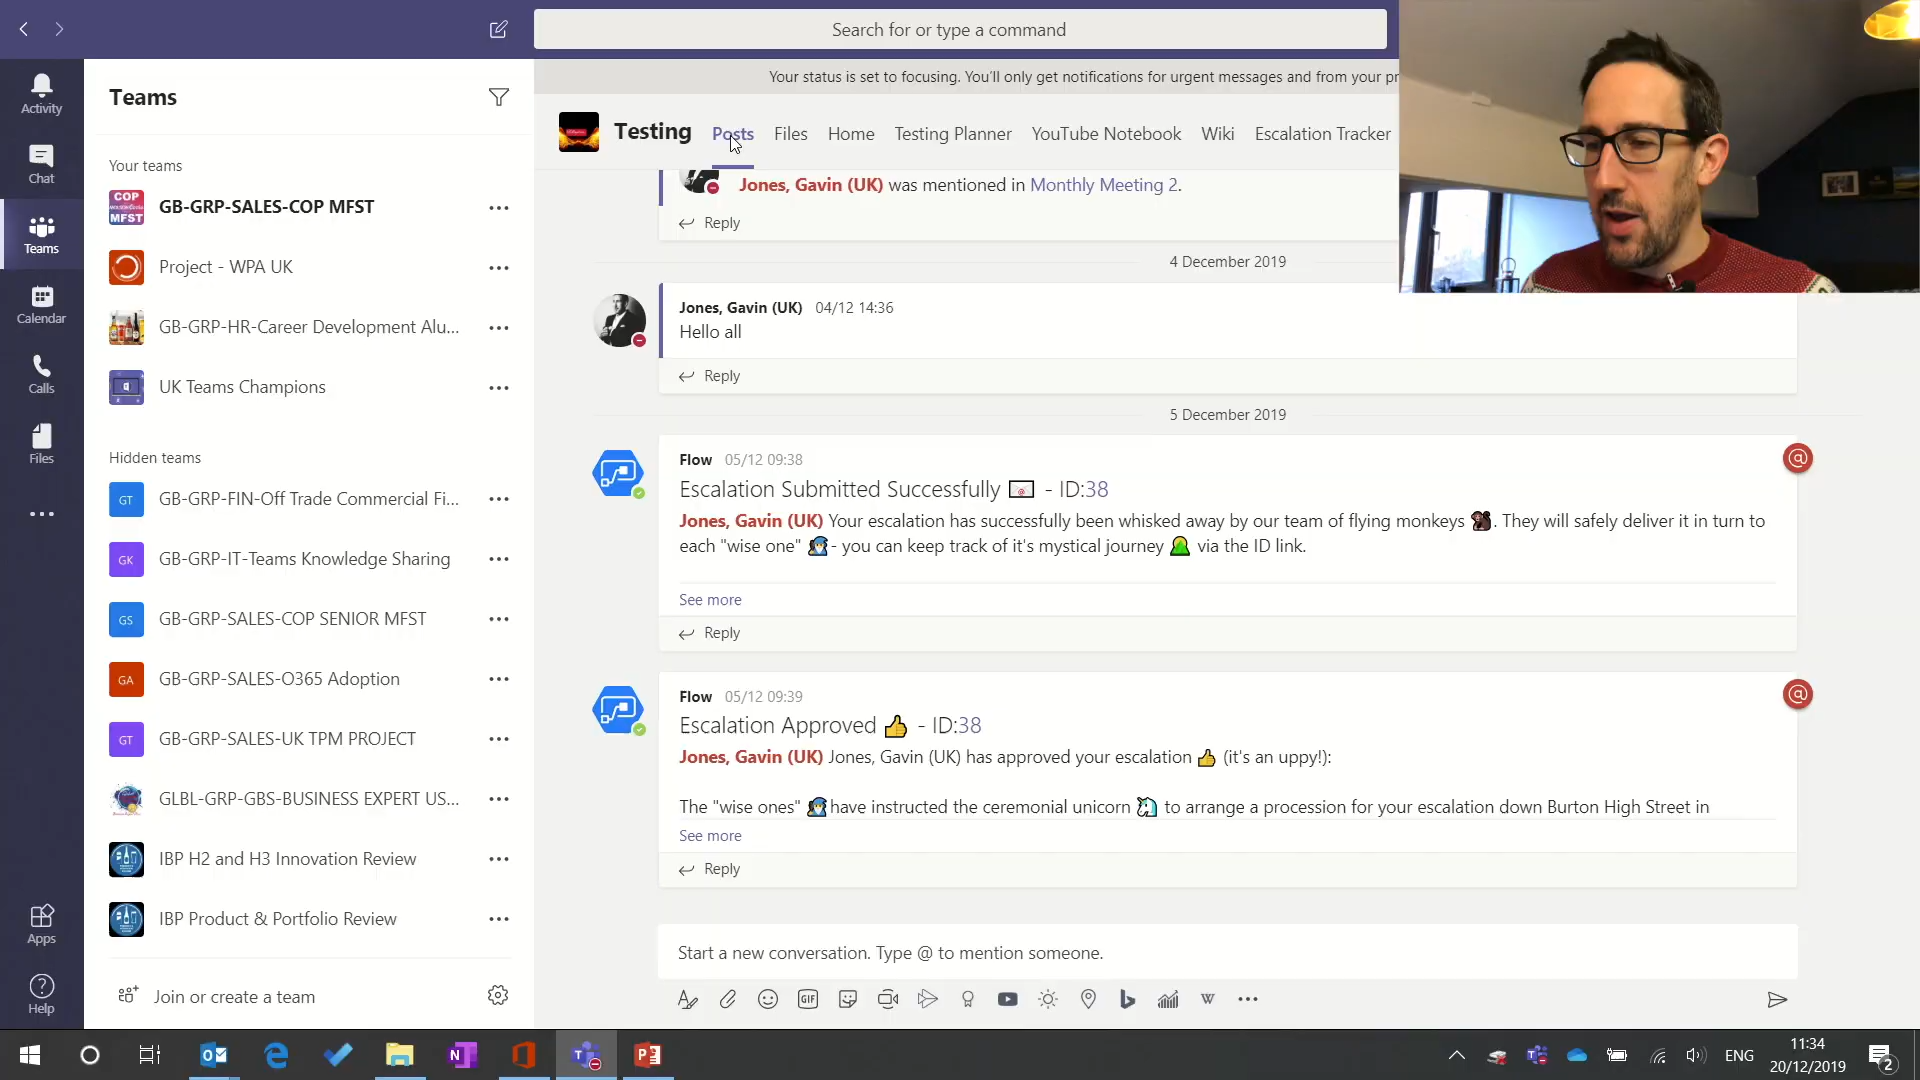 Search for or type a command
Your status is set to focusing. You'll only get notifications for urgent messages and from your pr
Activity
Chat
Teams
Calendar
Calls
Files
Apps
Help
Teams
Your teams
COP
MFST
GB-GRP-SALES-COP MFST
Project - WPA UK
GB-GRP-HR-Career Development Alu...
UK Teams Champions
Hidden teams
GT
GB-GRP-FIN-Off Trade Commercial Fi...
GK
GB-GRP-IT-Teams Knowledge Sharing
GS
GB-GRP-SALES-COP SENIOR MFST
GA
GB-GRP-SALES-O365 Adoption
GT
GB-GRP-SALES-UK TPM PROJECT
GLBL-GRP-GBS-BUSINESS EXPERT US...
IBP H2 and H3 Innovation Review
IBP Product & Portfolio Review
Join or create a team
Testing
Posts
Files
Home
Testing Planner
YouTube Notebook
Wiki
Escalation Tracker
Jones, Gavin (UK) was mentioned in Monthly Meeting 2.
Reply
4 December 2019
Jones, Gavin (UK) 04/12 14:36
Hello all
Reply
5 December 2019
Flow 05/12 09:38
Escalation Submitted Successfully 💌 - ID:38
Jones, Gavin (UK) Your escalation has successfully been whisked away by our team of flying monkeys 🐒. They will safely deliver it in turn to
each "wise one" 🧙- you can keep track of it's mystical journey via the ID link.
See more
Reply
Flow 05/12 09:39
Escalation Approved 👍 - ID:38
Jones, Gavin (UK) Jones, Gavin (UK) has approved your escalation 👍 (it's an uppy!):
The "wise ones" 🧙have instructed the ceremonial unicorn 🦄 to arrange a procession for your escalation down Burton High Street in
See more
Reply
Start a new conversation. Type @ to mention someone.
GIF
ENG
11:34
20/12/2019
2